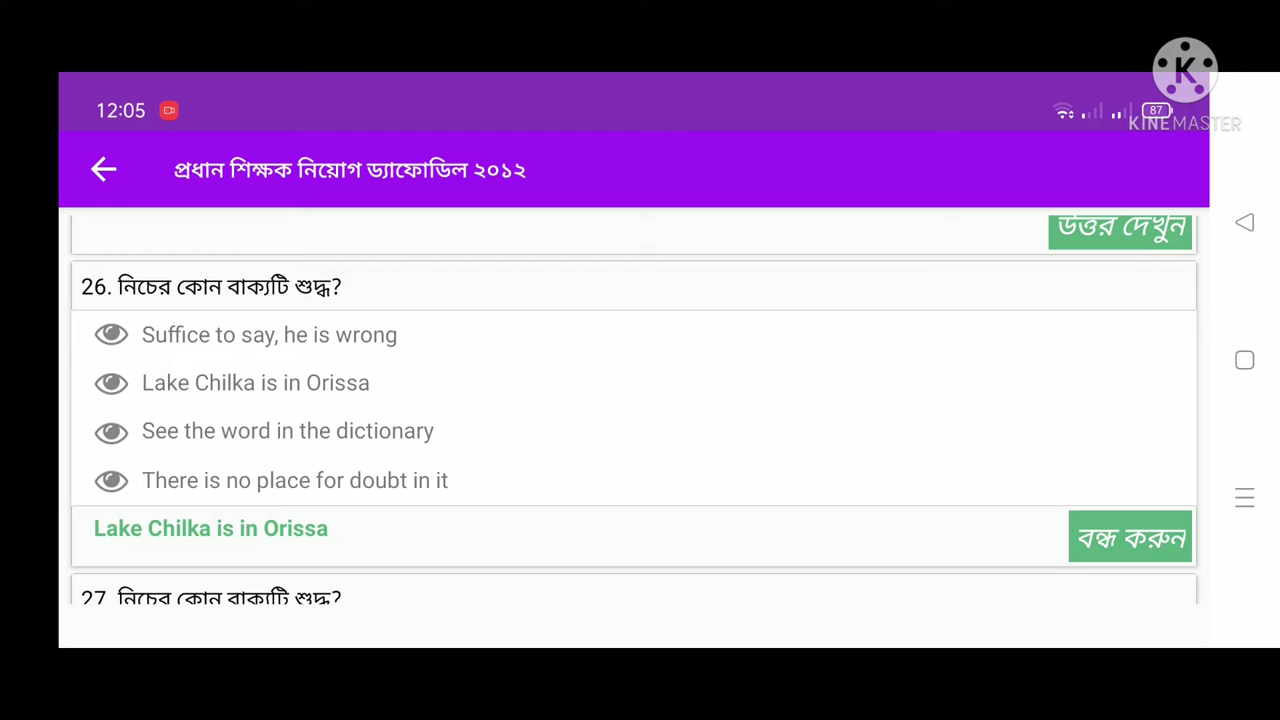 12:05
87
K
KINEMASTER
প্রধান শিক্ষক নিয়োগ ড্যাফোডিল ২০১২
উত্তর দেখুন
26. নিচের কোন বাক্যটি শুদ্ধ?
Suffice to say, he is wrong
Lake Chilka is in Orissa
See the word in the dictionary
There is no place for doubt in it
Lake Chilka is in Orissa
বন্ধ করুন
27. নিচের কোন বাক্যটি শুদ্ধ?